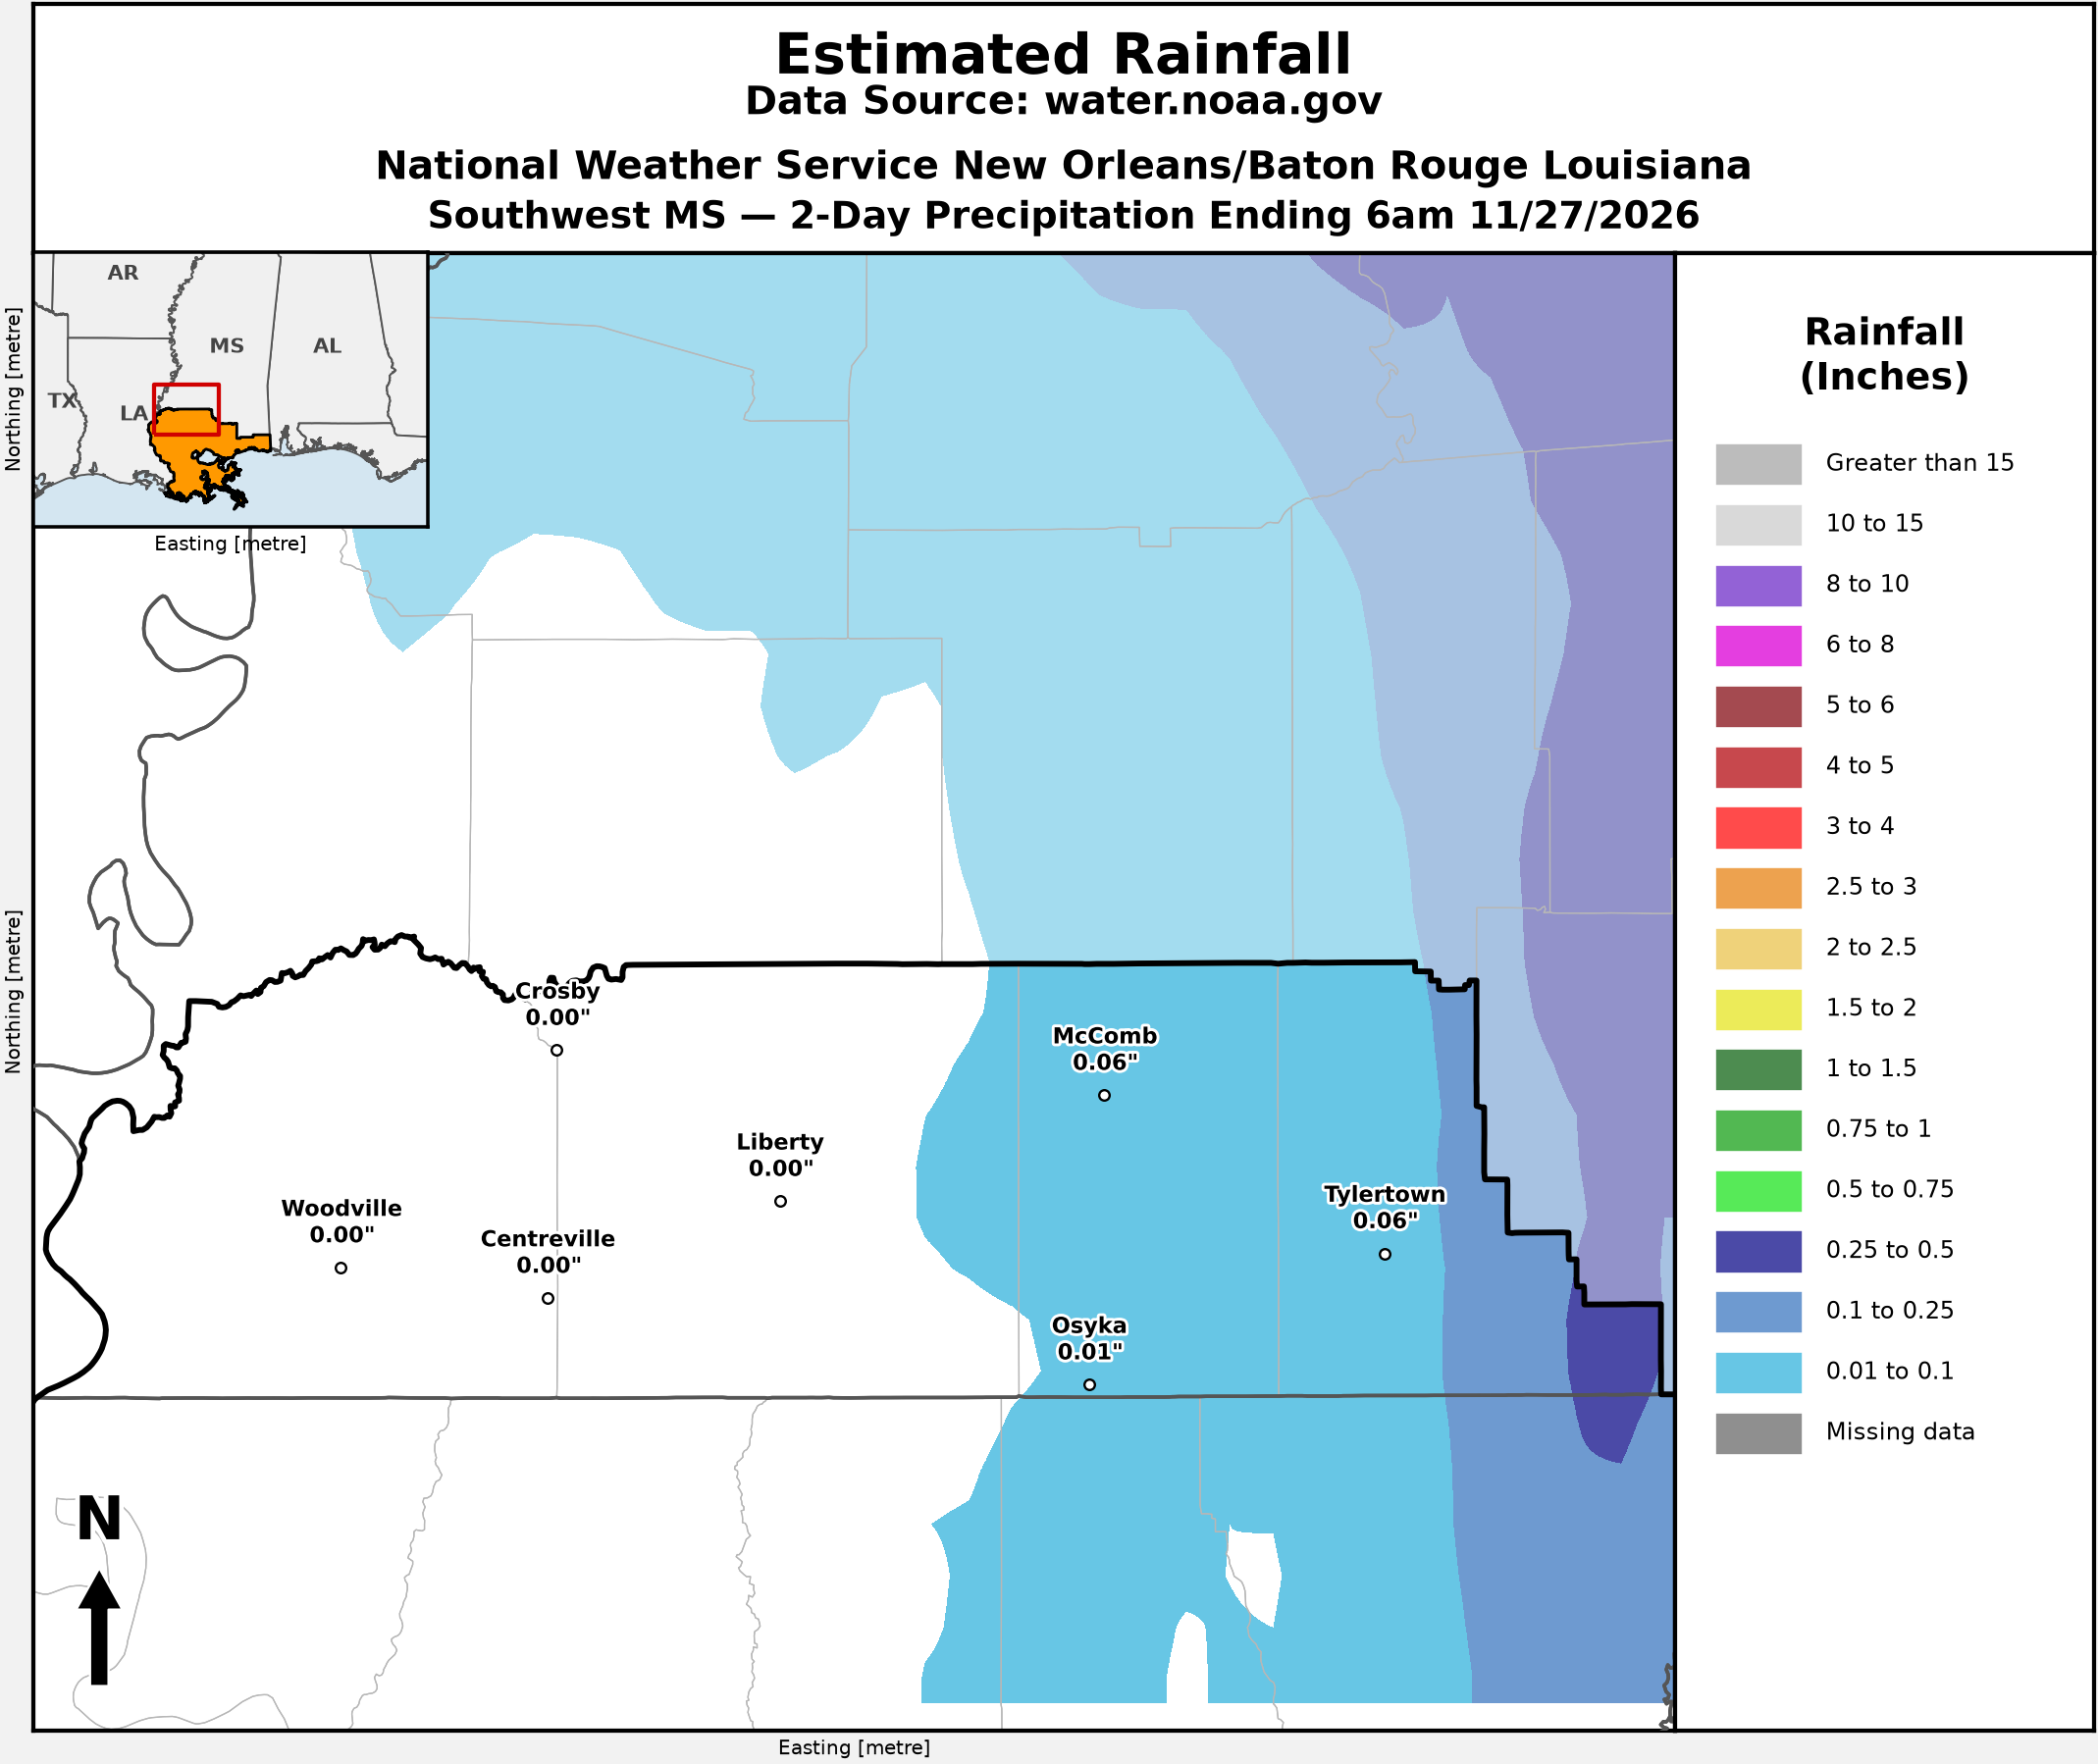 Estimated Rainfall
Data Source: water.noaa.gov
National Weather Service New Orleans/Baton Rouge Louisiana
Southwest MS — 2-Day Precipitation Ending 6am 11/27/2026
AR
MS
AL
TX
LA
Northing [metre]
Easting [metre]
Northing [metre]
Crosby
0.00"
McComb
0.06"
Liberty
0.00"
Tylertown
0.06"
Woodville
0.00"
Centreville
0.00"
Osyka
0.01"
N
Easting [metre]
Rainfall
(Inches)
Greater than 15
10 to 15
8 to 10
6 to 8
5 to 6
4 to 5
3 to 4
2.5 to 3
2 to 2.5
1.5 to 2
1 to 1.5
0.75 to 1
0.5 to 0.75
0.25 to 0.5
0.1 to 0.25
0.01 to 0.1
Missing data